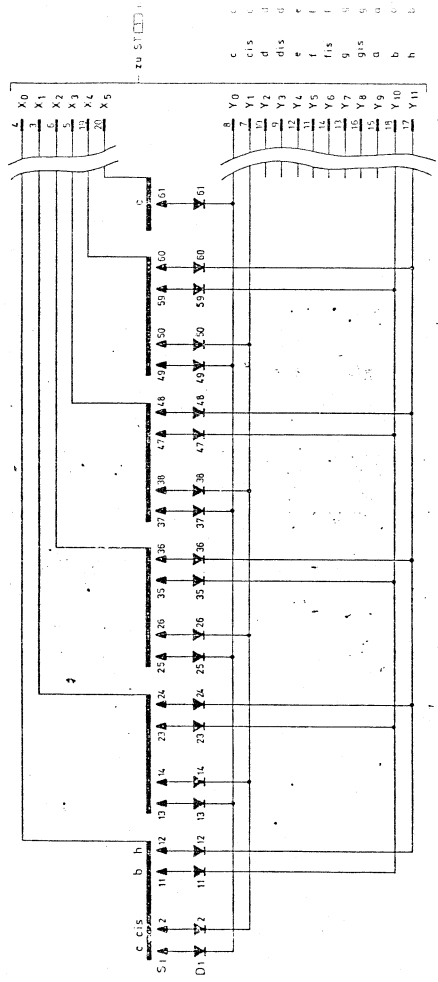 4 X0
3 X1
6 X2
5 X3
19 X4
20 X5
zu ST
8 Y0 c
7 Y1 cis
10 Y2 d
9 Y3 dis
12 Y4 e
11 Y5 f
14 Y6 fis
13 Y7 g
16 Y8 gis
15 Y9 a
18 Y10 b
17 Y11 h
c cis b h c
S1 2 11 12 13 14 23 24 25 26 35 36 37 38 47 48 49 50 59 60 61
D1 2 11 12 13 14 23 24 25 26 35 36 37 38 47 48 49 50 59 60 61